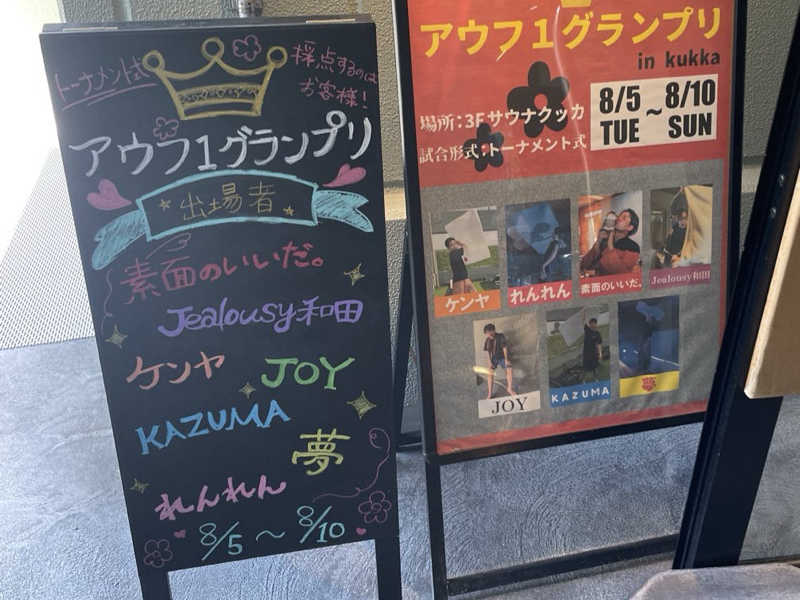 トーナメント式
採点するのは
お客様!
アウフ1グランプリ
出場者
素面のいいだ。
Jealousy和田
ケンヤ
JOY
KAZUMA
夢
れんれん
8/5 〜 8/10
アウフ1グランプリ
in kukka
場所:3Fサウナクッカ
試合形式:トーナメント式
8/5 TUE ~ 8/10 SUN
ケンヤ
れんれん
素面のいいだ。
Jealousy和田
JOY
KAZUMA
夢